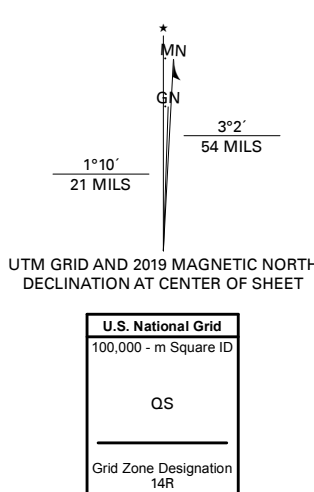 ★
MN
GN
3°2´
54 MILS
1°10´
21 MILS
UTM GRID AND 2019 MAGNETIC NORTH
DECLINATION AT CENTER OF SHEET
U.S. National Grid
100,000 - m Square ID
QS
Grid Zone Designation
14R